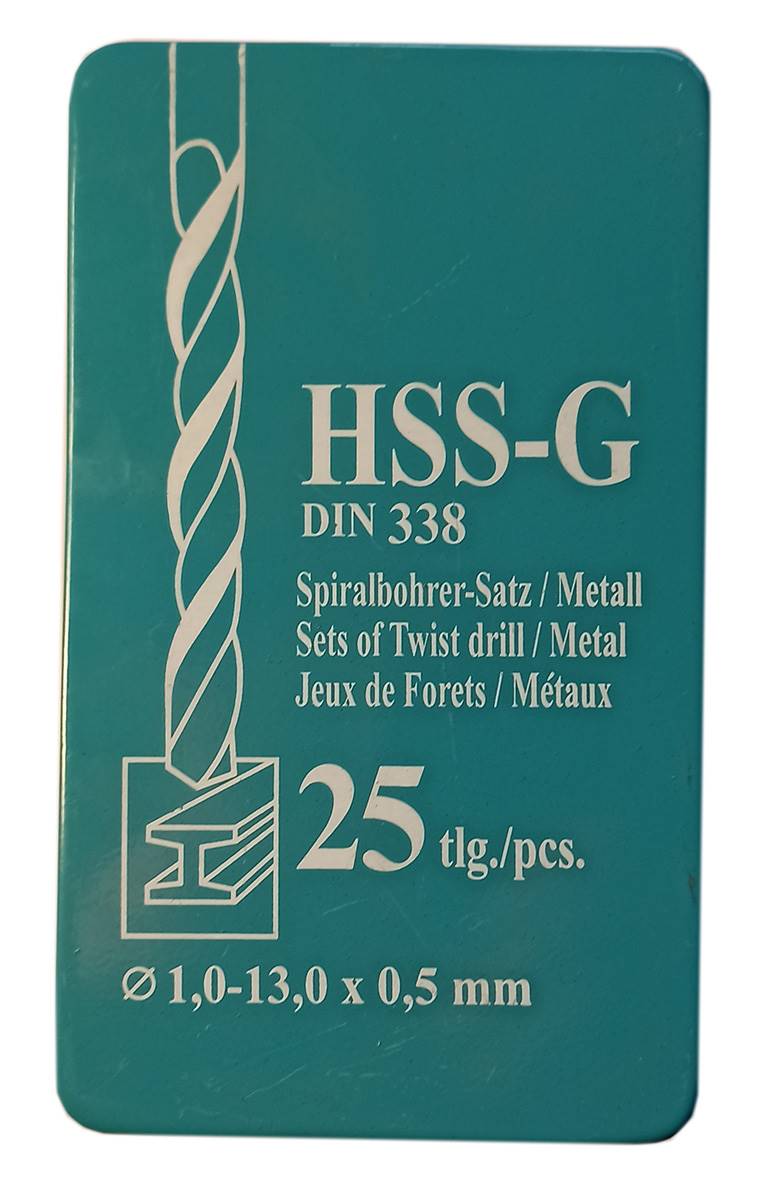 HSS-G
DIN 338
Spiralbohrer-Satz / Metall
Sets of Twist drill / Metal
Jeux de Forets / Métaux
25 tlg./pcs.
∅ 1,0-13,0 x 0,5 mm